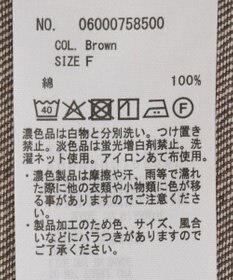 NO. 06000758500
COL. Brown
SIZE F
綿 100%
40 F
濃色品は白物と分別洗い。つけ置き
禁止。淡色品は蛍光増白剤禁止。洗
濯ネット使用。アイロンあて布使用。
・濃色製品は摩擦や汗、雨等で濡れ
た際に他の衣類や小物類に色が移
る事がありますのでご注意くださ
い。
・製品加工のため色、サイズ、風合
いなどにバラつきがありますので
ご了承ください。